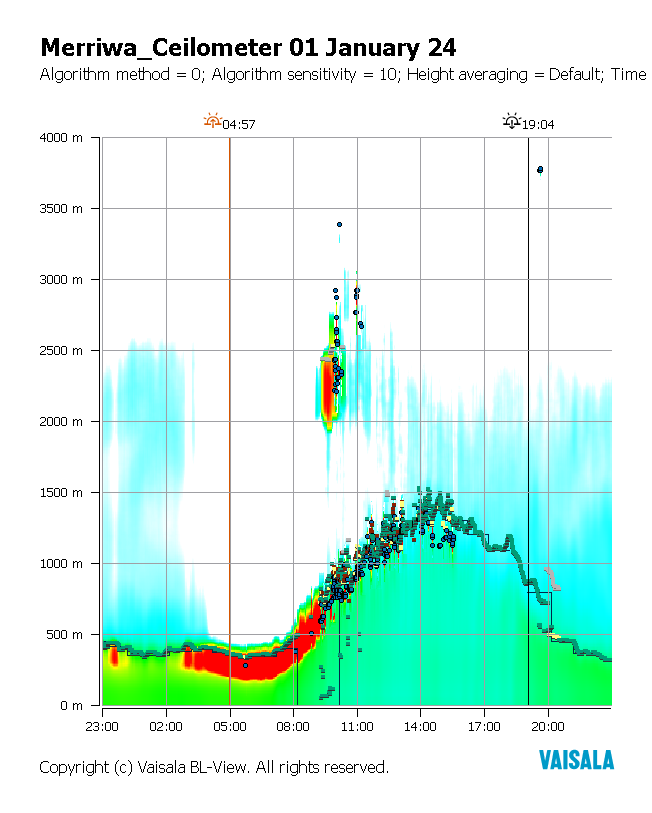 Merriwa_Ceilometer 01 January 24
Algorithm method = 0; Algorithm sensitivity = 10; Height averaging = Default; Time
04:57 19:04
4000 m
3500 m
3000 m
2500 m
2000 m
1500 m
1000 m
500 m
0 m
23:00 02:00 05:00 08:00 11:00 14:00 17:00 20:00
Copyright (c) Vaisala BL-View. All rights reserved.
VAISALA